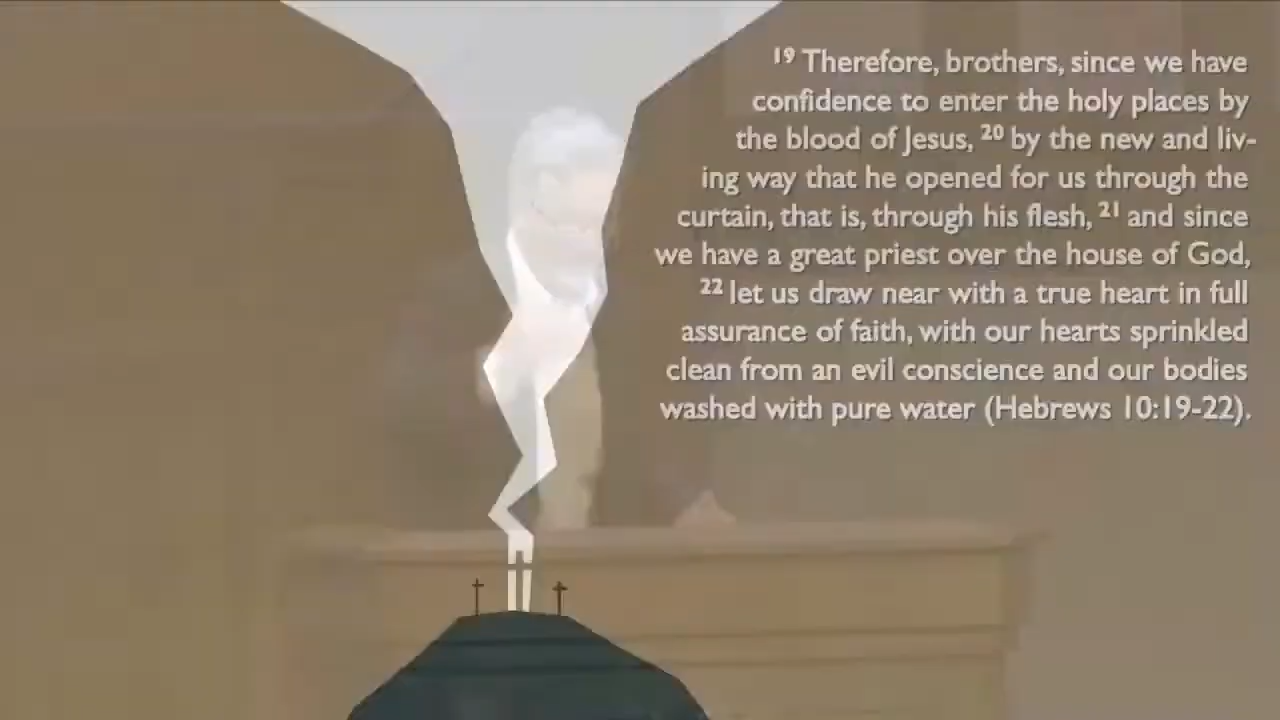 19 Therefore, brothers, since we have
confidence to enter the holy places by
the blood of Jesus, 20 by the new and liv-
ing way that he opened for us through the
curtain, that is, through his flesh, 21 and since
we have a great priest over the house of God,
22 let us draw near with a true heart in full
assurance of faith, with our hearts sprinkled
clean from an evil conscience and our bodies
washed with pure water (Hebrews 10:19-22).